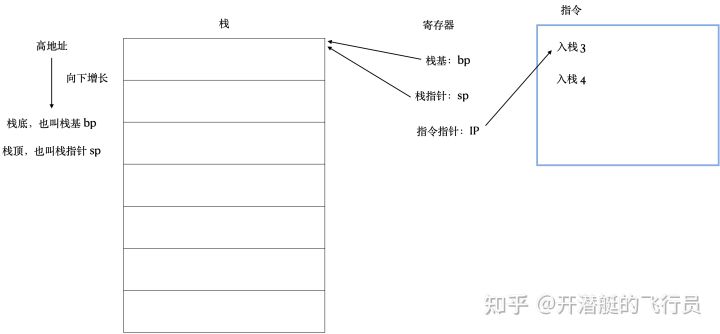 栈
寄存器
指令
高地址
向下增长
栈底，也叫栈基 bp
栈顶，也叫栈指针 sp
栈基：bp
栈指针：sp
指令指针：IP
入栈 3
入栈 4
知乎 @开潜艇的飞行员